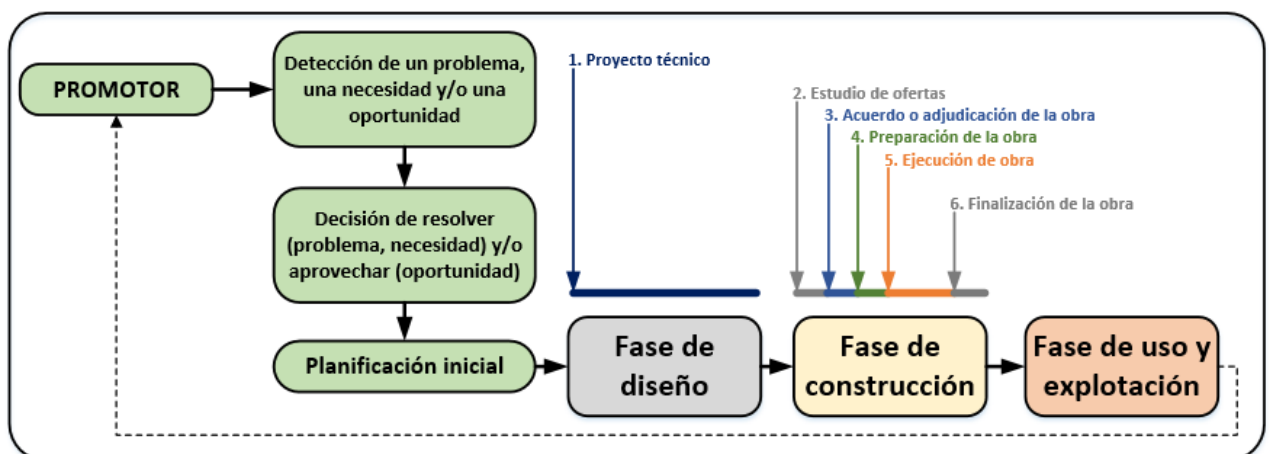 PROMOTOR
Detección de un problema,
una necesidad y/o una
oportunidad
Decisión de resolver
(problema, necesidad) y/o
aprovechar (oportunidad)
Planificación inicial
1. Proyecto técnico
2. Estudio de ofertas
3. Acuerdo o adjudicación de la obra
4. Preparación de la obra
5. Ejecución de obra
6. Finalización de la obra
Fase de
diseño
Fase de
construcción
Fase de uso y
explotación